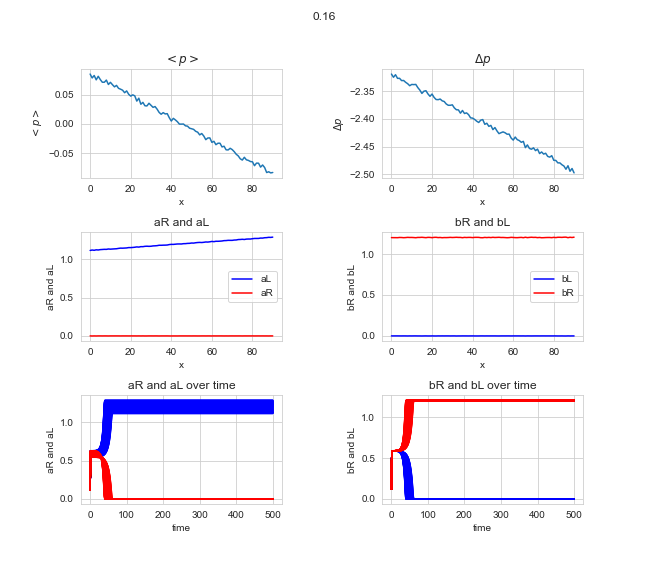 0.16
< p >
Δp
< p >
0.05
0.00
−0.05
0
20
40
60
80
x
Δp
−2.35
−2.40
−2.45
−2.50
0
20
40
60
80
x
aR and aL
bR and bL
aR and aL
1.0
0.5
0.0
aL
aR
0
20
40
60
80
x
bR and bL
1.0
0.5
0.0
bL
bR
0
20
40
60
80
x
aR and aL over time
bR and bL over time
aR and aL
1.0
0.5
0.0
0
100
200
300
400
500
time
bR and bL
1.0
0.5
0.0
0
100
200
300
400
500
time